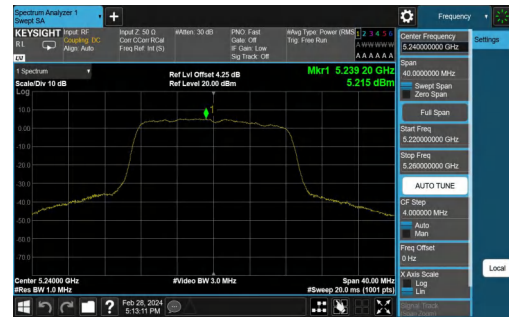 Spectrum Analyzer 1
Swept SA
Frequency
KEYSIGHT
RL
Input: RF
Coupling: DC
Align: Auto
Input Z: 50 Ω
Corr CCorr RCal
Freq Ref: Int (S)
#Atten: 30 dB
PNO: Fast
Gate: Off
IF Gain: Low
Sig Track: Off
#Avg Type: Power (RMS
Trig: Free Run
1 2 3 4 5 6
A W W W W W
A A A A A A
LW
1 Spectrum
Scale/Div 10 dB
Log
Ref Lvl Offset 4.25 dB
Ref Level 20.00 dBm
Mkr1 5.239 20 GHz
5.215 dBm
1
10.0
0.00
-10.0
-20.0
-30.0
-40.0
-50.0
-60.0
-70.0
Center 5.24000 GHz
#Res BW 1.0 MHz
#Video BW 3.0 MHz
Span 40.00 MHz
#Sweep 20.0 ms (1001 pts)
Feb 28, 2024
5:13:11 PM
Center Frequency
5.240000000 GHz
Settings
Span
40.0000000 MHz
Swept Span
Zero Span
Full Span
Start Freq
5.220000000 GHz
Stop Freq
5.260000000 GHz
AUTO TUNE
CF Step
4.000000 MHz
Auto
Man
Freq Offset
0 Hz
X Axis Scale
Log
Lin
Local
Signal Track